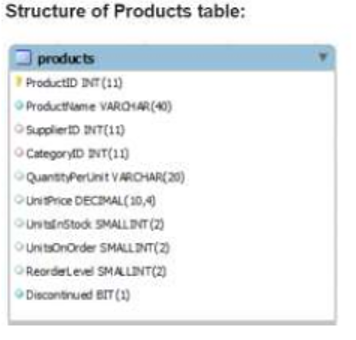 Structure of Products table:
products
ProductID INT(11)
ProductName VARCHAR(40)
SupplierID INT(11)
CategoryID INT(11)
QuantityPerUnit VARCHAR(20)
UnitPrice DECIMAL(10,4)
UnitsInStock SMALLINT(2)
UnitsOnOrder SMALLINT(2)
ReorderLevel SMALLINT(2)
Discontinued BIT(1)